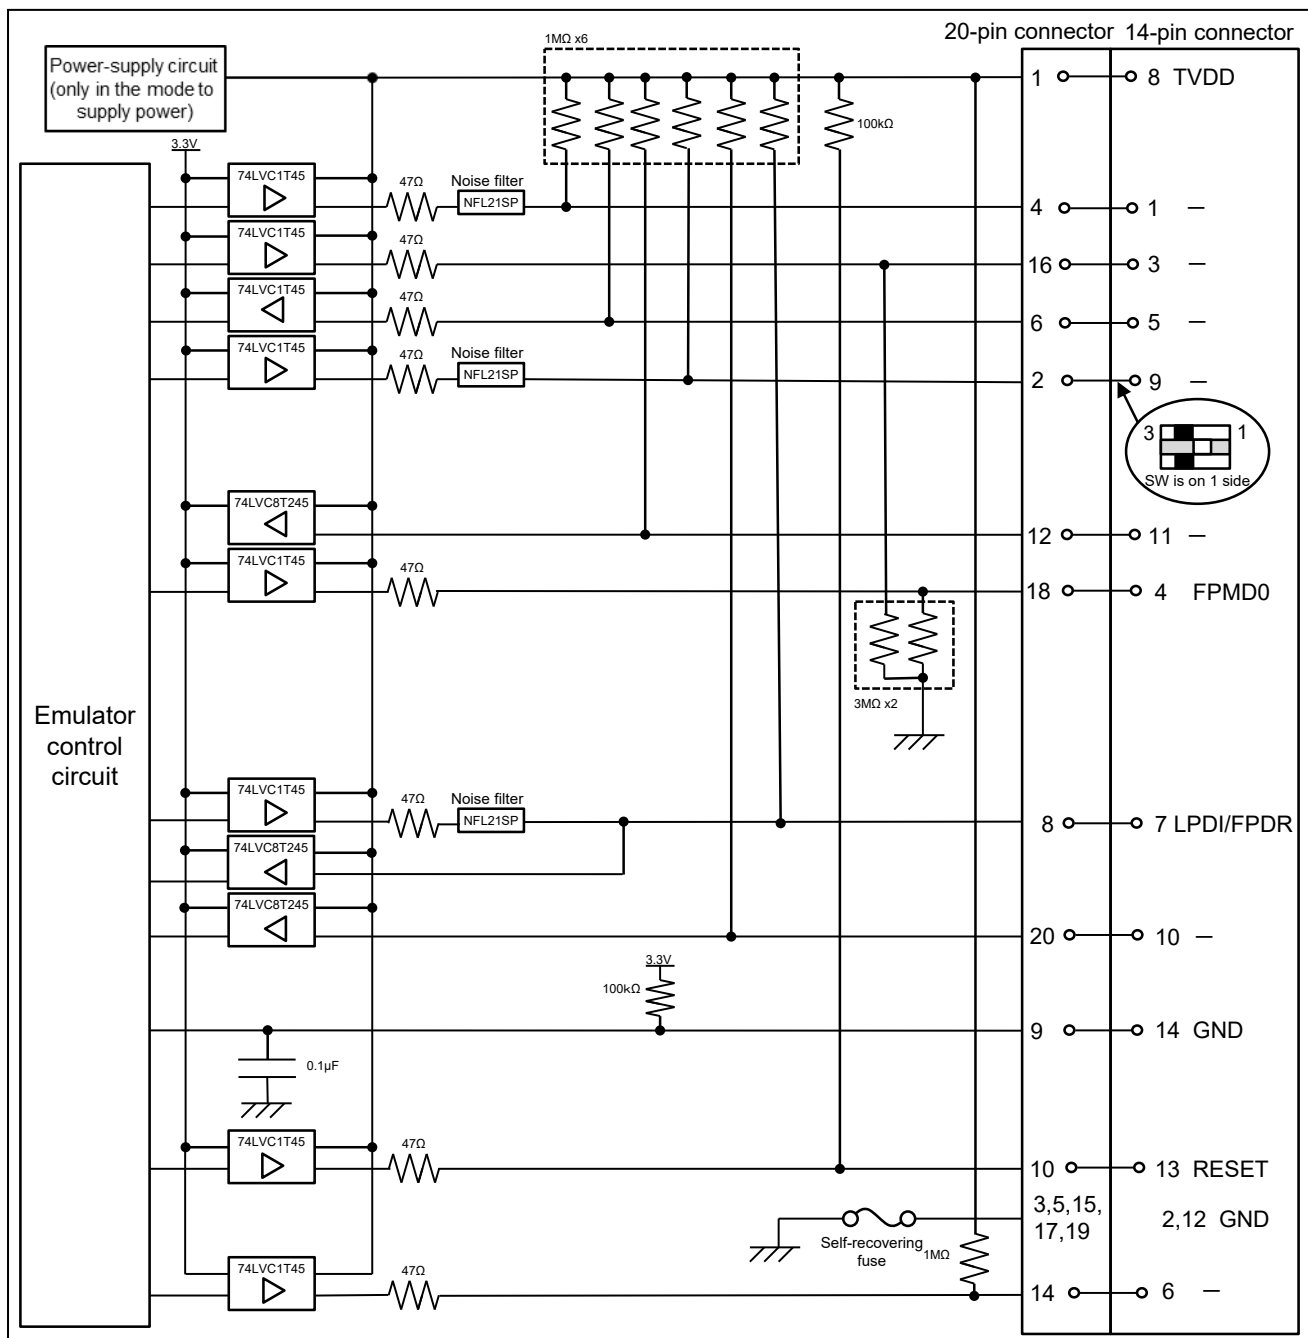 20-pin connector 14-pin connector
1MΩ x6
Power-supply circuit
(only in the mode to
supply power)
1 8 TVDD
100kΩ
3.3V
74LVC1T45
47Ω
Noise filter
NFL21SP
4 1 —
74LVC1T45
47Ω
16 3 —
74LVC1T45
47Ω
6 5 —
74LVC1T45
47Ω
Noise filter
NFL21SP
2 9 —
3 1
SW is on 1 side
74LVC8T245
12 11 —
74LVC1T45
47Ω
18 4 FPMD0
3MΩ x2
Emulator
control
circuit
74LVC1T45
47Ω
Noise filter
NFL21SP
8 7 LPDI/FPDR
74LVC8T245
74LVC8T245
20 10 —
3.3V
100kΩ
9 14 GND
0.1µF
74LVC1T45
47Ω
10 13 RESET
3,5,15,
17,19
2,12 GND
Self-recovering
fuse
1MΩ
74LVC1T45
47Ω
14 6 —